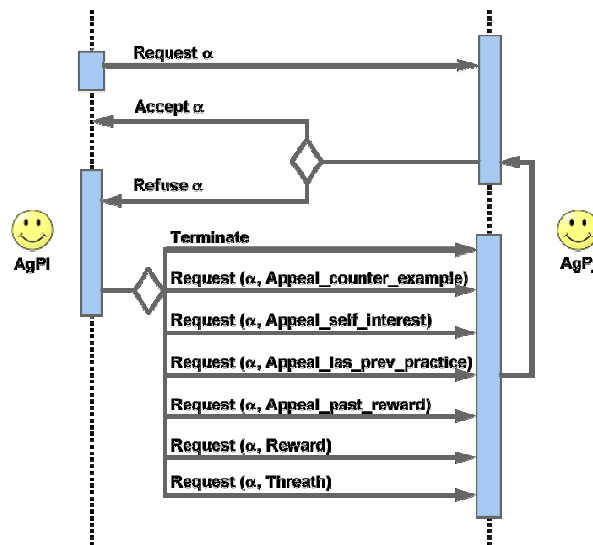 Request α
Accept α
Refuse α
Terminate
AgPI
AgP
Request (α, Appeal_counter_example)
Request (α, Appeal_self_interest)
Request (α, Appeal_las_prev_practice)
Request (α, Appeal_past_reward)
Request (α, Reward)
Request (α, Threath)